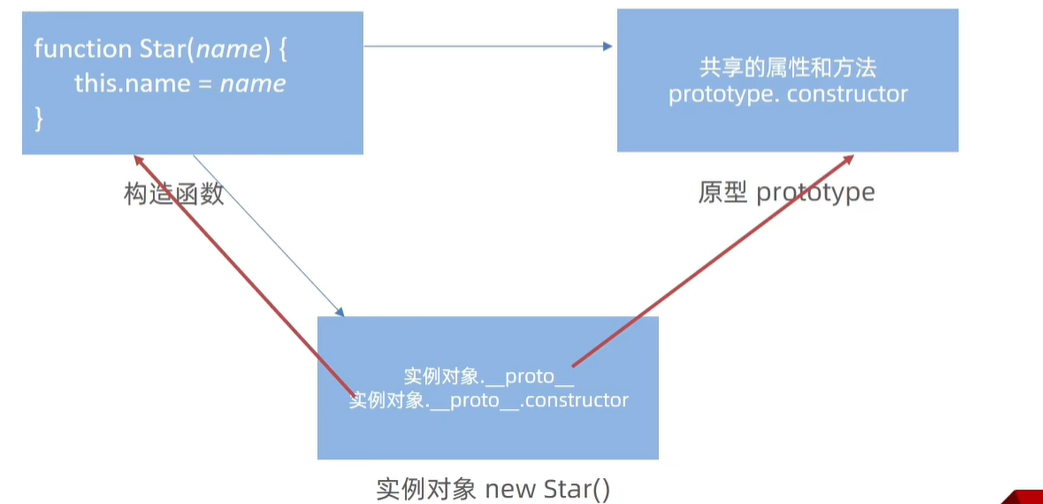 function Star(name) {
this.name = name
}
共享的属性和方法
prototype. constructor
构造函数
原型 prototype
实例对象.__proto__
实例对象.__proto__.constructor
实例对象 new Star()